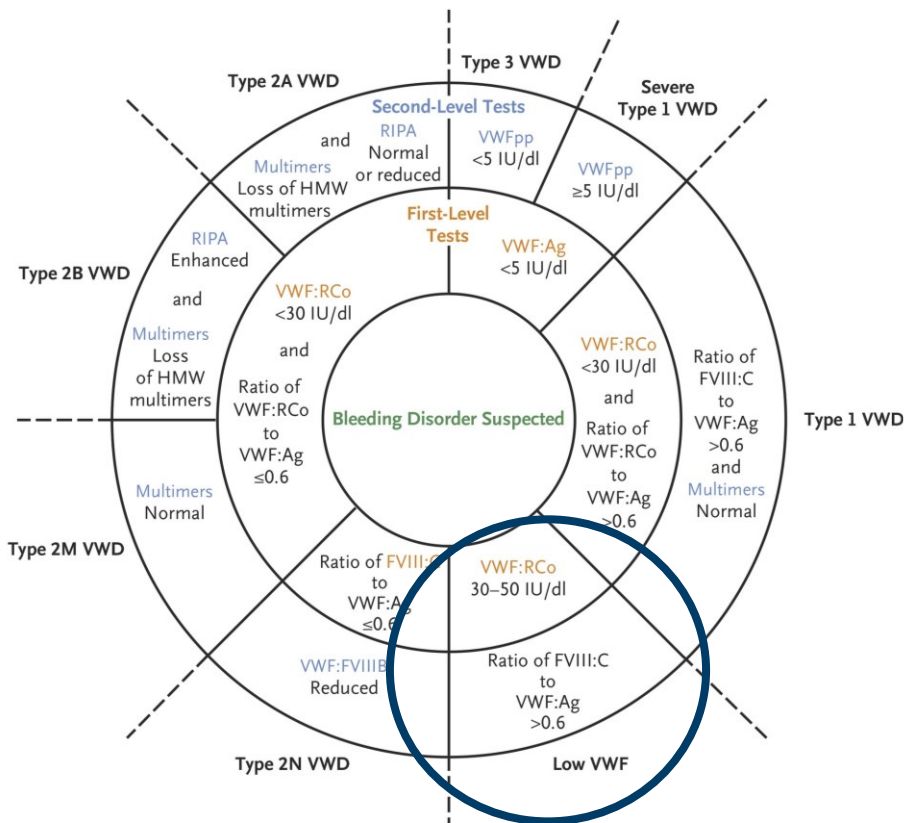 Type 2A VWD
Type 3 VWD
Severe
Type 1 VWD
Second-Level Tests
and
RIPA
Normal
or reduced
Multimers
Loss of HMW
multimers
VWFpp
<5 IU/dl
VWFpp
≥5 IU/dl
First-Level
Tests
VWF:Ag
<5 IU/dl
Type 2B VWD
RIPA
Enhanced
and
Multimers
Loss
of HMW
multimers
VWF:RCo
<30 IU/dl
and
Ratio of
VWF:RCo
to
VWF:Ag
≤0.6
Bleeding Disorder Suspected
VWF:RCo
<30 IU/dl
and
Ratio of
VWF:RCo
to
VWF:Ag
>0.6
Ratio of
FVIII:C
to
VWF:Ag
>0.6
and
Multimers
Normal
Type 1 VWD
Multimers
Normal
Type 2M VWD
Ratio of FVIII:C
to
VWF:Ag
≤0.6
VWF:RCo
30–50 IU/dl
VWF:FVIIIB
Reduced
Ratio of FVIII:C
to
VWF:Ag
>0.6
Type 2N VWD
Low VWF